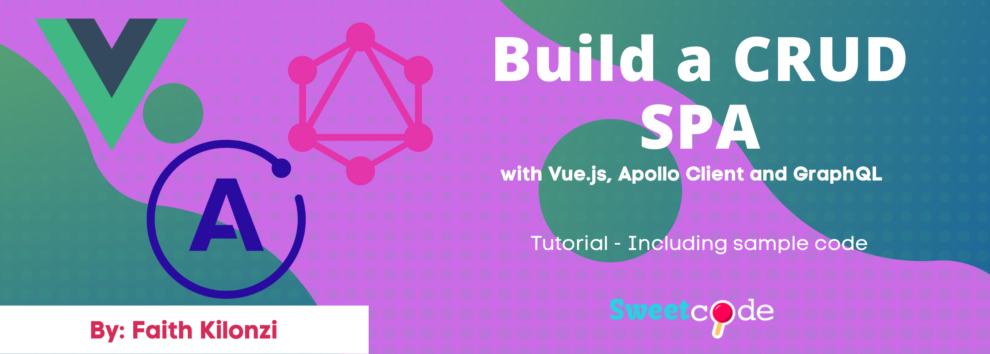 Build a CRUD
SPA
with Vue.js, Apollo Client and GraphQL
Tutorial - Including sample code
Sweetcode
A
By: Faith Kilonzi